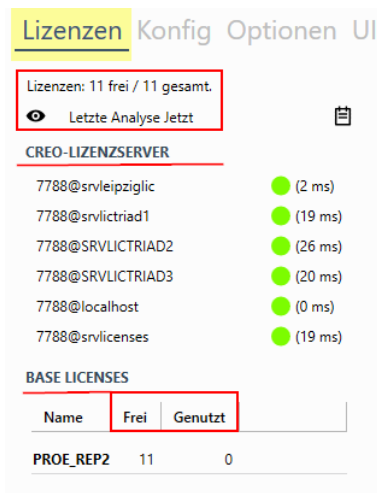 Lizenzen Konfig Optionen UI
Lizenzen: 11 frei / 11 gesamt.
Letzte Analyse Jetzt
CREO-LIZENZSERVER
7788@srvleipziglic (2 ms)
7788@srvlictriad1 (19 ms)
7788@SRVLICTRIAD2 (26 ms)
7788@SRVLICTRIAD3 (20 ms)
7788@localhost (0 ms)
7788@srvlicenses (19 ms)
BASE LICENSES
Name Frei Genutzt
PROE_REP2 11 0